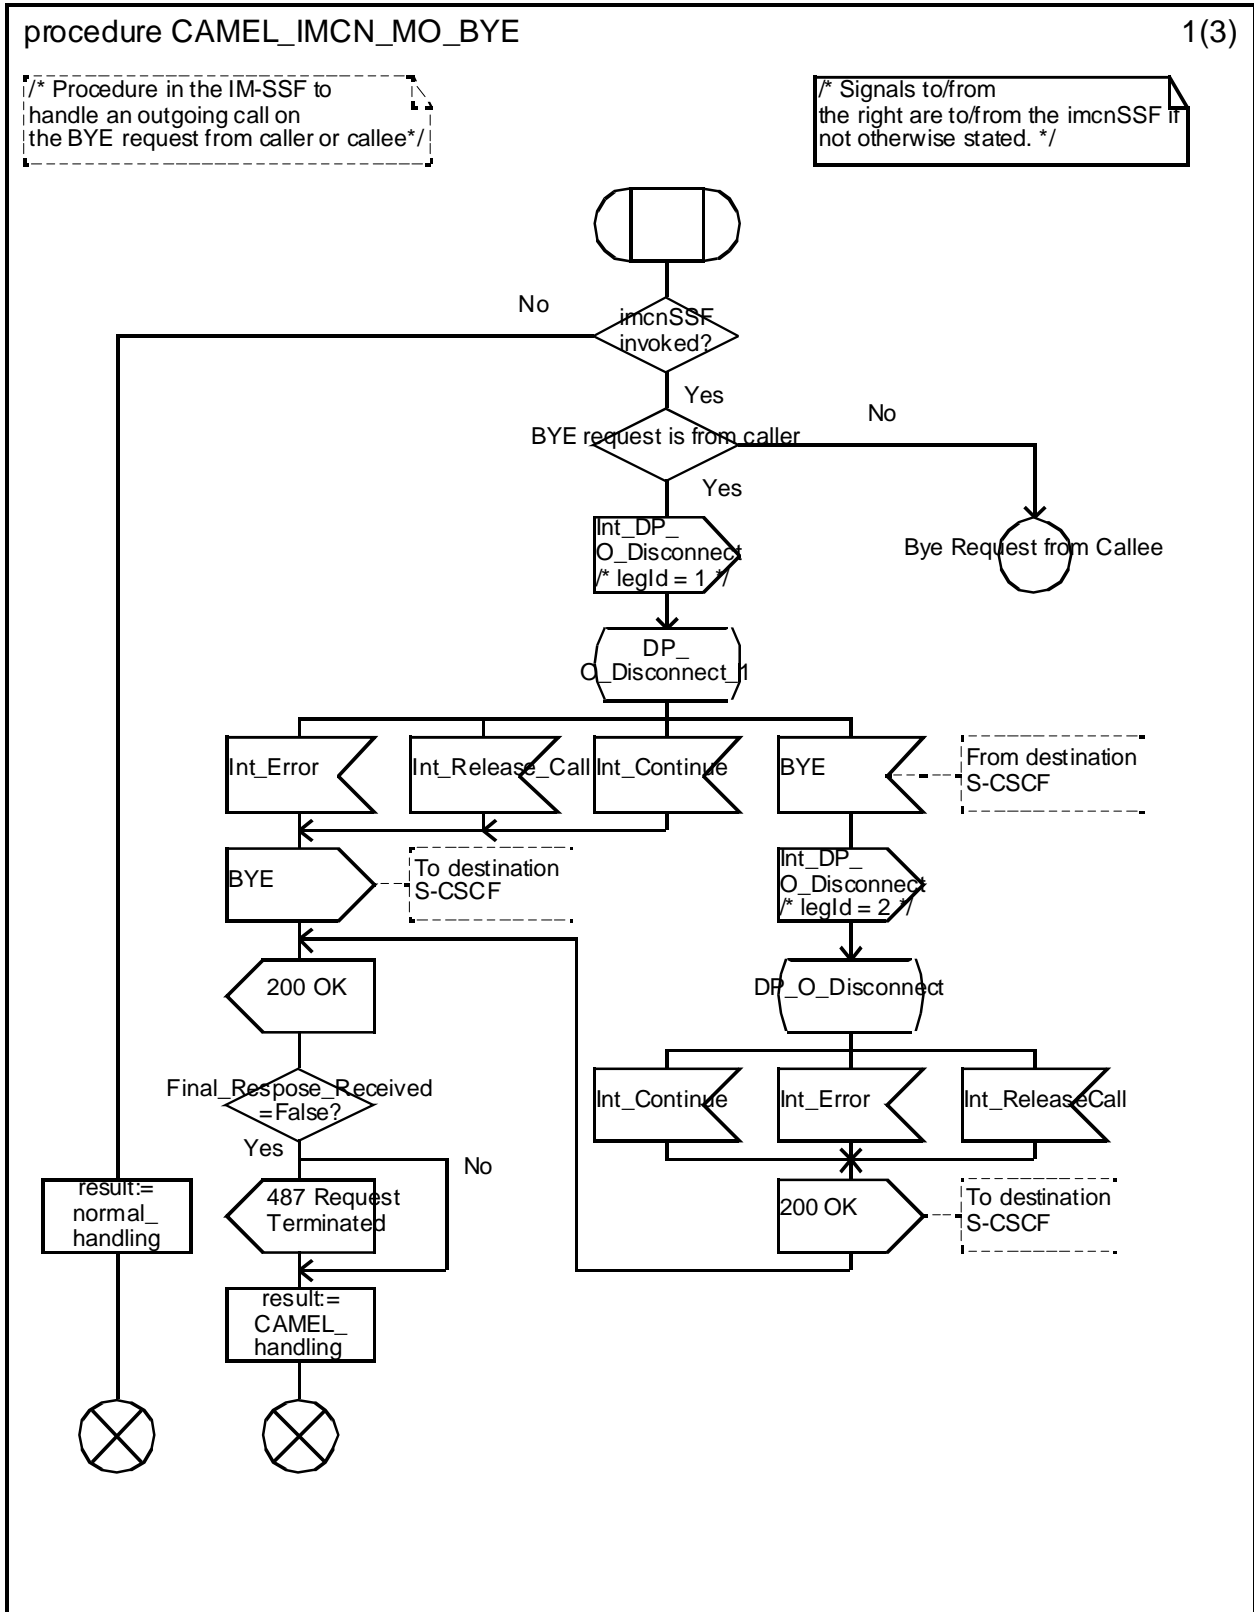 procedure CAMEL_IMCN_MO_BYE
1(3)
/* Procedure in the IM-SSF to
handle an outgoing call on
the BYE request from caller or callee*/
/* Signals to/from
the right are to/from the imcnSSF if
not otherwise stated. */
No
imcnSSF
invoked?
Yes
No
BYE request is from caller
Yes
Int_DP_
O_Disconnect
/* legId = 1 */
Bye Request from Callee
DP_
O_Disconnect_1
Int_Error
Int_Release_Call
Int_Continue
BYE
From destination
S-CSCF
BYE
To destination
S-CSCF
Int_DP_
O_Disconnect
/* legId = 2 */
200 OK
DP_O_Disconnect
Final_Respose_Received
=False?
Int_Continue
Int_Error
Int_ReleaseCall
Yes
No
result:=
normal_
handling
487 Request
Terminated
200 OK
To destination
S-CSCF
result:=
CAMEL_
handling